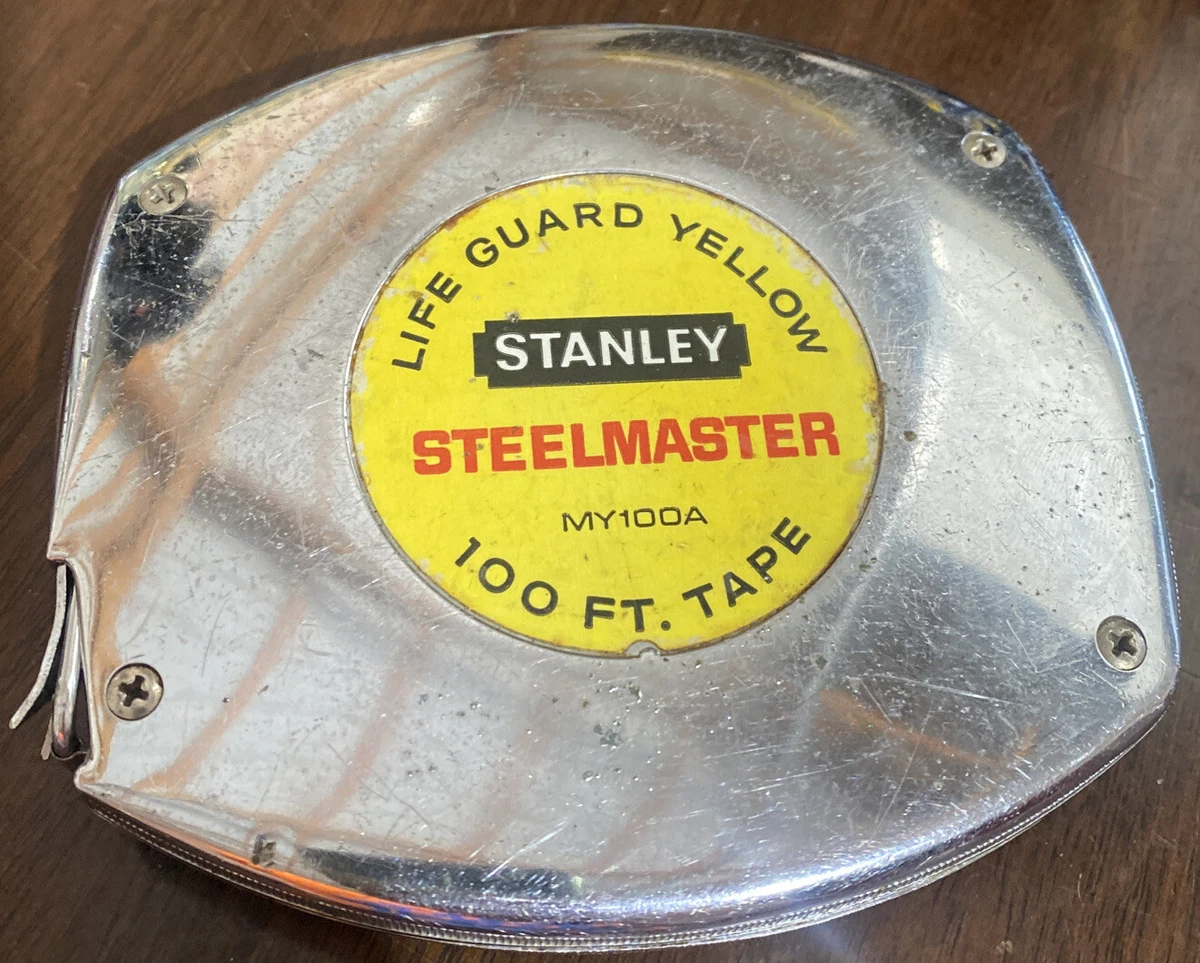 LIFE GUARD YELLOW
STANLEY
STEELMASTER
MY100A
100 FT. TAPE